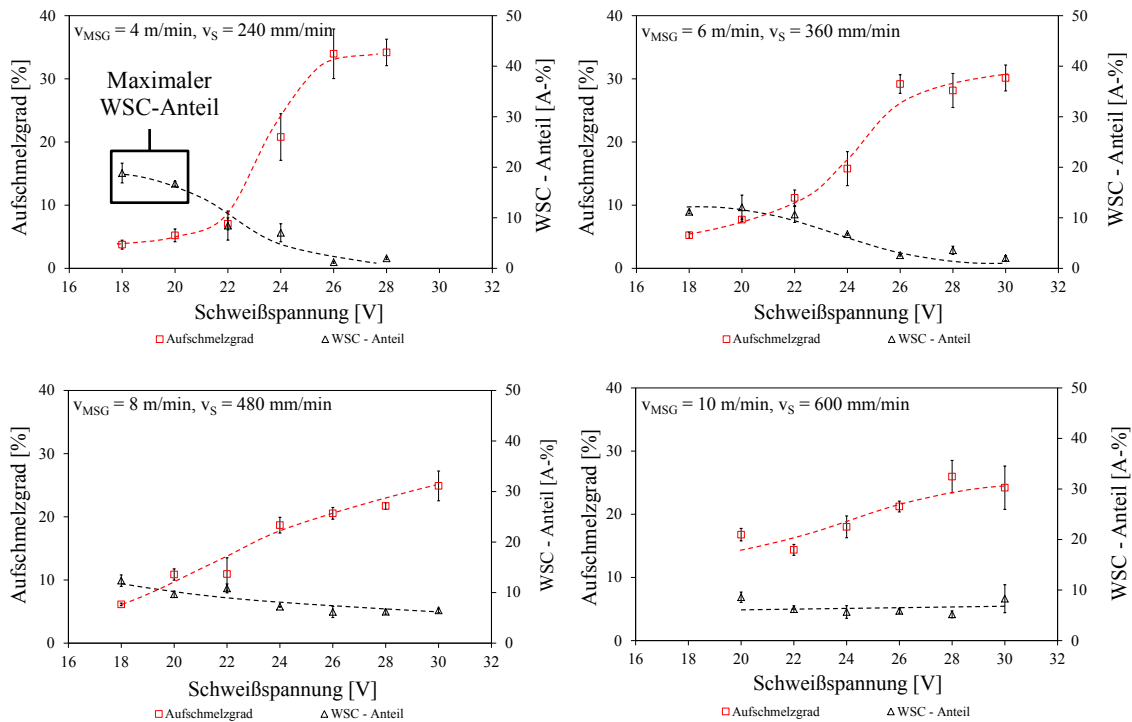 v_MSG = 4 m/min, v_S = 240 mm/min
Maximaler
WSC-Anteil
Aufschmelzgrad [%]
WSC - Anteil [A-%]
40
30
20
10
0
50
40
30
20
10
0
16 18 20 22 24 26 28 30 32
Schweißspannung [V]
Aufschmelzgrad WSC - Anteil
v_MSG = 6 m/min, v_S = 360 mm/min
Aufschmelzgrad [%]
WSC - Anteil [A-%]
40
30
20
10
0
50
40
30
20
10
0
16 18 20 22 24 26 28 30 32
Schweißspannung [V]
Aufschmelzgrad WSC - Anteil
v_MSG = 8 m/min, v_S = 480 mm/min
Aufschmelzgrad [%]
WSC - Anteil [A-%]
40
30
20
10
0
50
40
30
20
10
0
16 18 20 22 24 26 28 30 32
Schweißspannung [V]
Aufschmelzgrad WSC - Anteil
v_MSG = 10 m/min, v_S = 600 mm/min
Aufschmelzgrad [%]
WSC - Anteil [A-%]
40
30
20
10
0
50
40
30
20
10
0
16 18 20 22 24 26 28 30 32
Schweißspannung [V]
Aufschmelzgrad WSC - Anteil